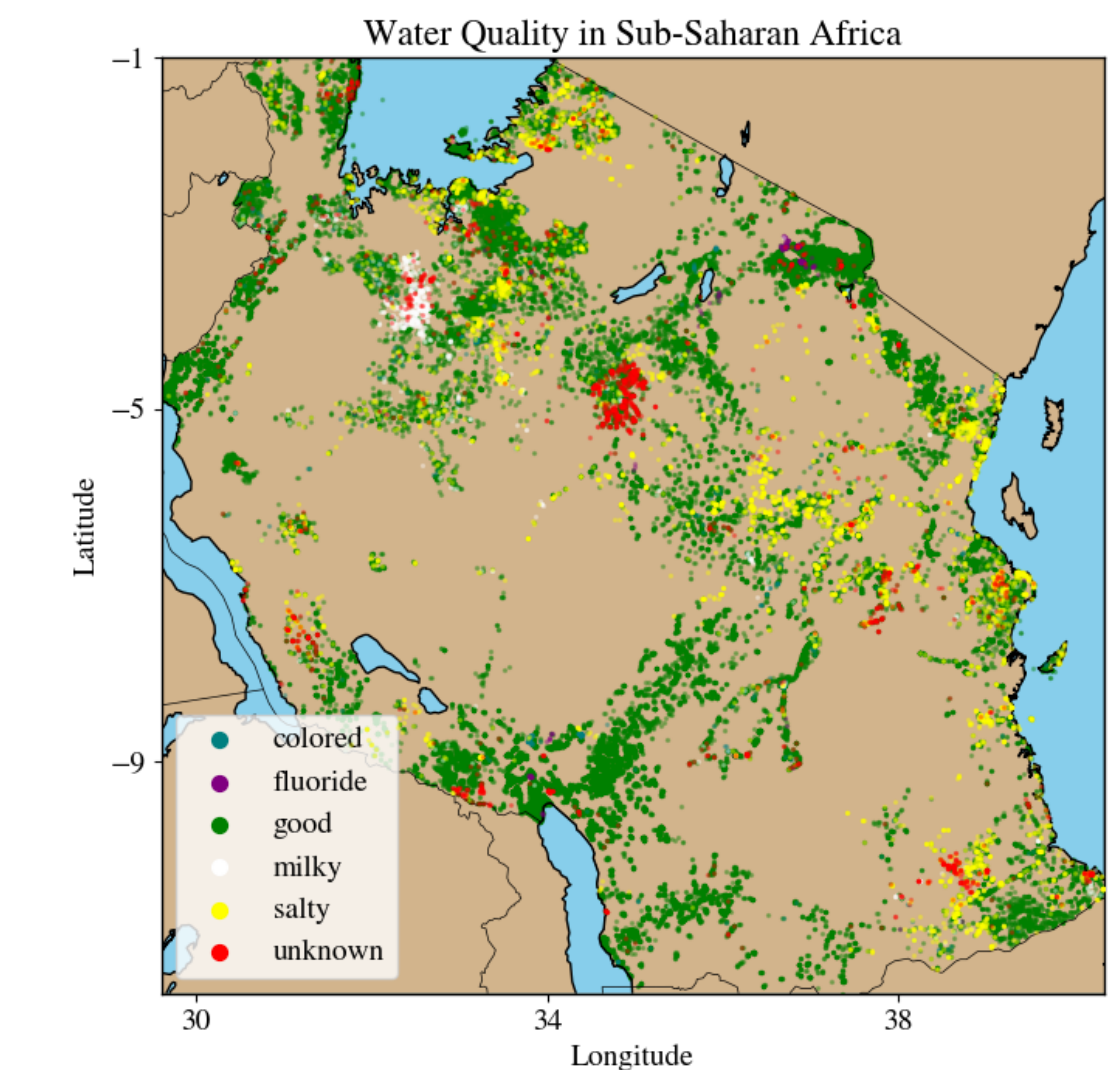 Water Quality in Sub-Saharan Africa
−1
−5
−9
Latitude
colored
fluoride
good
milky
salty
unknown
30
34
38
Longitude